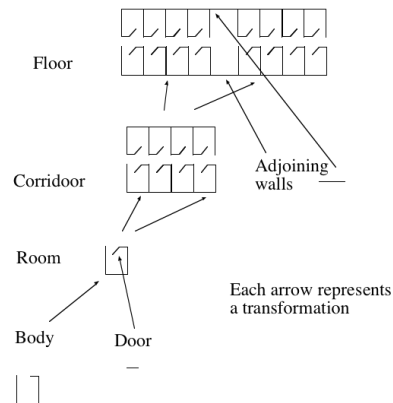 Floor
Adjoining
walls
Corridoor
Room
Each arrow represents
a transformation
Body
Door